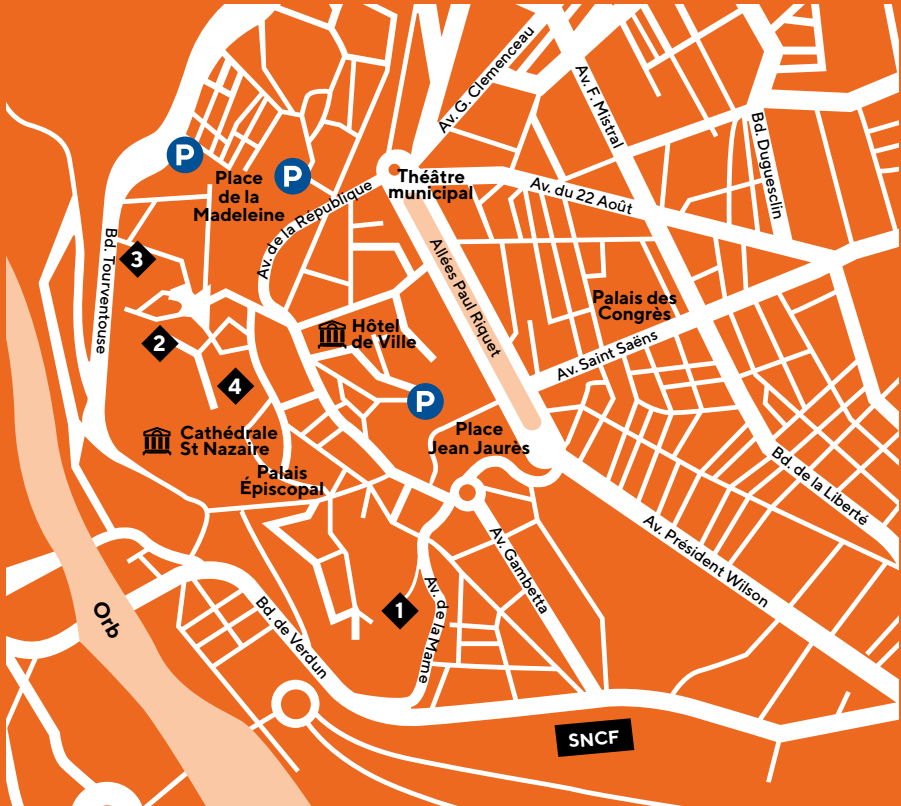 Av. G. Clemenceau
Av. F. Mistral
Bd. Duguesclin
P
P
Place
de la
Madeleine
Théâtre
municipal
Av. du 22 Août
Av. de la République
Bd. Tourventouse
3
Allées Paul Riquet
Palais des
Congrès
2
Hôtel
de Ville
Av. Saint Saëns
4
P
Cathédrale
St Nazaire
Place
Jean Jaurès
Palais
Épiscopal
Bd. de la Liberté
Av. Président Wilson
Av. Gambetta
Orb
1
Av. de la Marne
Bd. de Verdun
SNCF